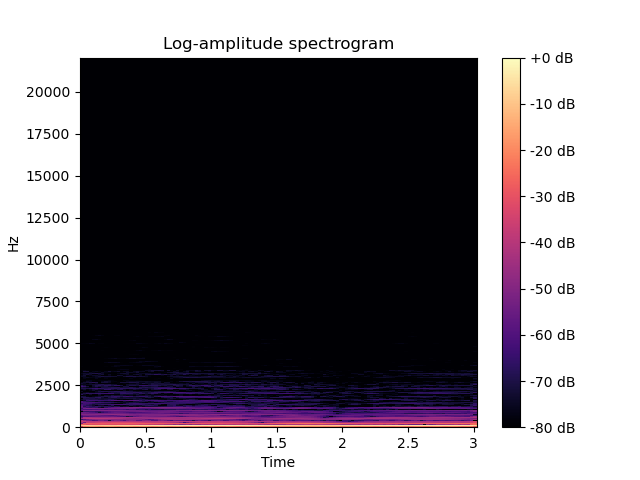 Log-amplitude spectrogram
Hz
20000
17500
15000
12500
10000
7500
5000
2500
0
0
0.5
1
1.5
2
2.5
3
Time
+0 dB
-10 dB
-20 dB
-30 dB
-40 dB
-50 dB
-60 dB
-70 dB
-80 dB